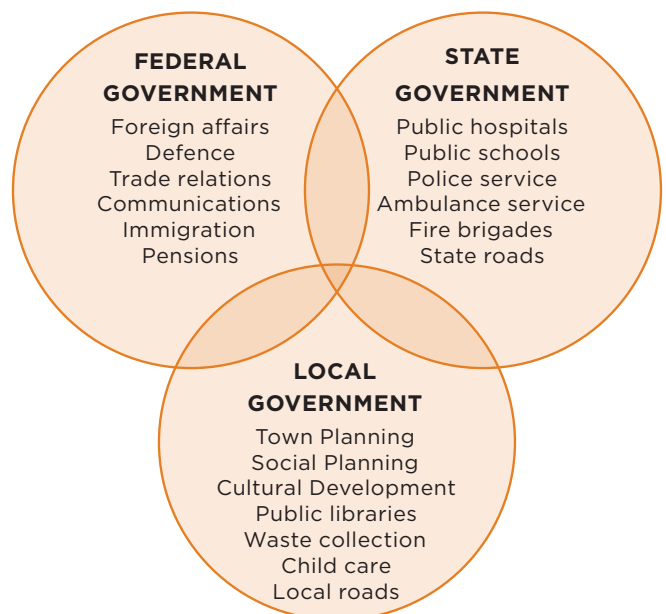 FEDERAL
GOVERNMENT
Foreign affairs
Defence
Trade relations
Communications
Immigration
Pensions
STATE
GOVERNMENT
Public hospitals
Public schools
Police service
Ambulance service
Fire brigades
State roads
LOCAL
GOVERNMENT
Town Planning
Social Planning
Cultural Development
Public libraries
Waste collection
Child care
Local roads